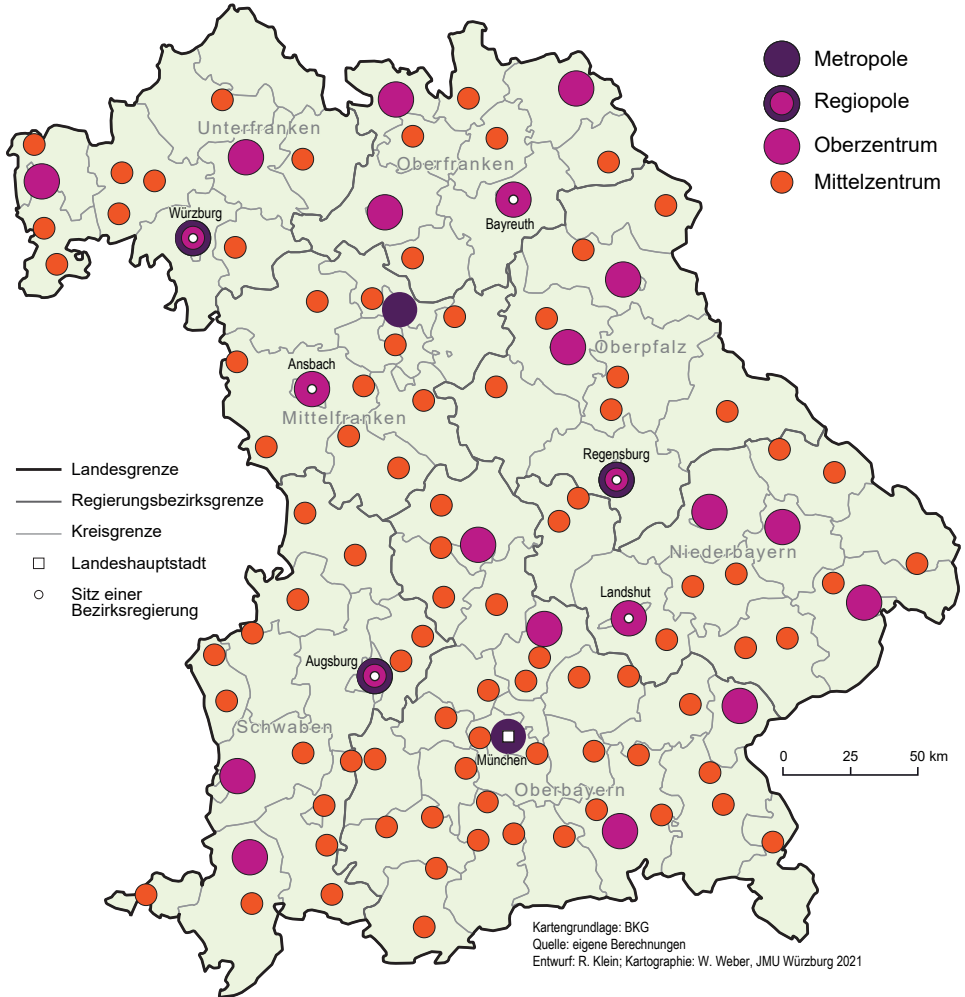 Metropole
Regiopole
Oberzentrum
Mittelzentrum
Unterfranken
Oberfranken
Würzburg
Bayreuth
Ansbach
Oberpfalz
Mittelfranken
Regensburg
Landesgrenze
Regierungsbezirksgrenze
Kreisgrenze
Landeshauptstadt
Sitz einer
Bezirksregierung
Niederbayern
Landshut
Augsburg
Schwaben
München
Oberbayern
0 25 50 km
Kartengrundlage: BKG
Quelle: eigene Berechnungen
Entwurf: R. Klein; Kartographie: W. Weber, JMU Würzburg 2021